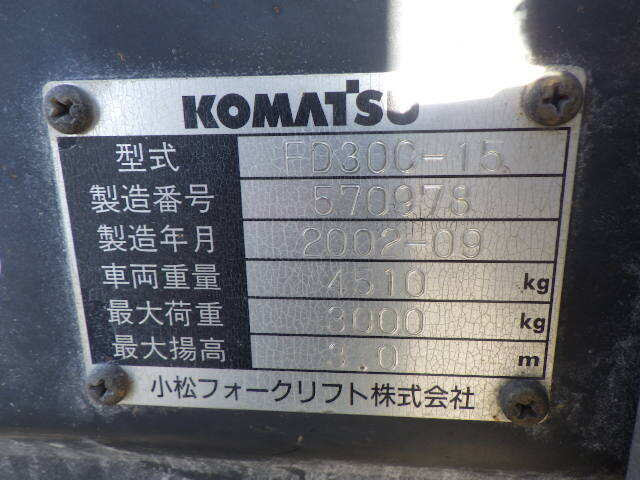 KOMATSU
型式 FD30C-15
製造番号
製造年月 2002-09
車両重量 4510 kg
最大荷重 3000 kg
最大揚高 3.0 m
小松フォークリフト株式会社